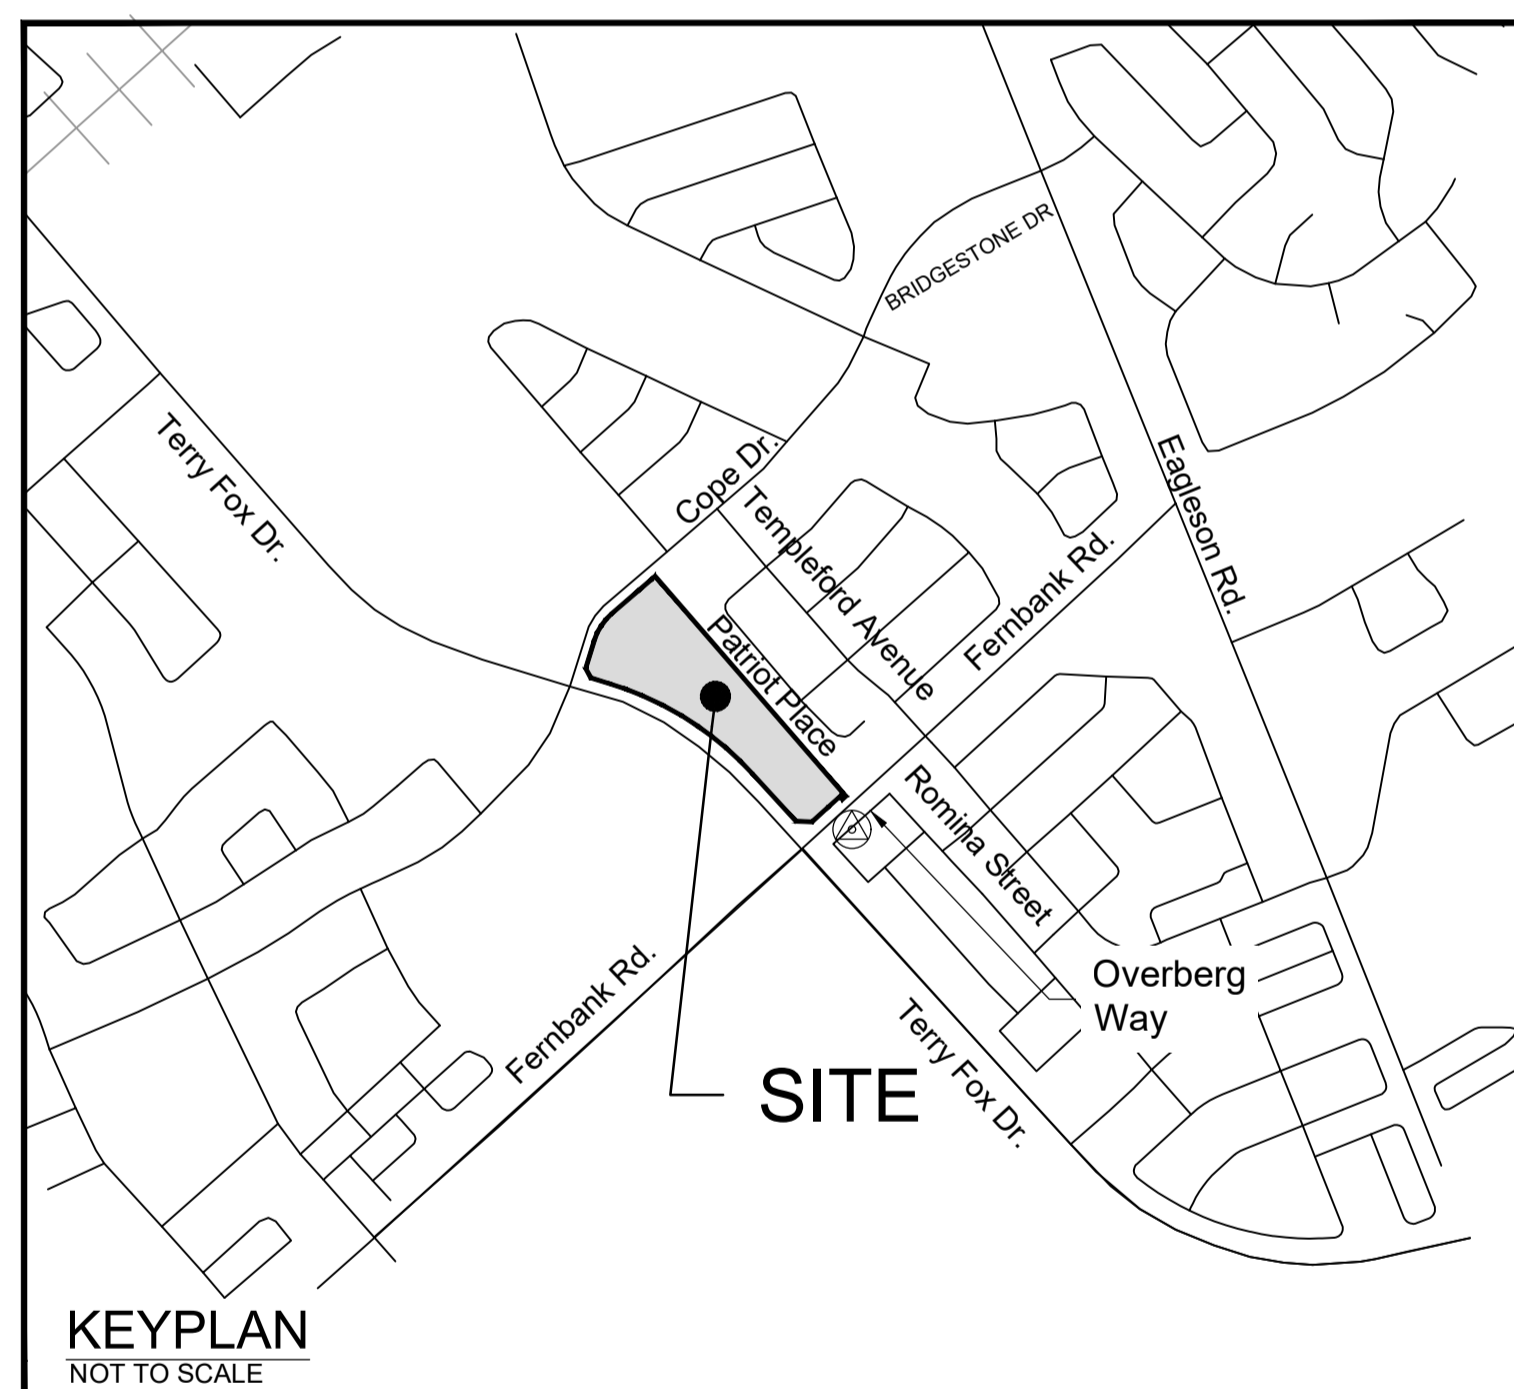 BRIDGESTONE DR
Terry Fox Dr.
Cope Dr.
Templeford Avenue
Eagleson Rd.
Fernbank Rd.
Patriot Place
Romina Street
Overberg
Way
Fernbank Rd.
Terry Fox Dr.
SITE
KEYPLAN
NOT TO SCALE